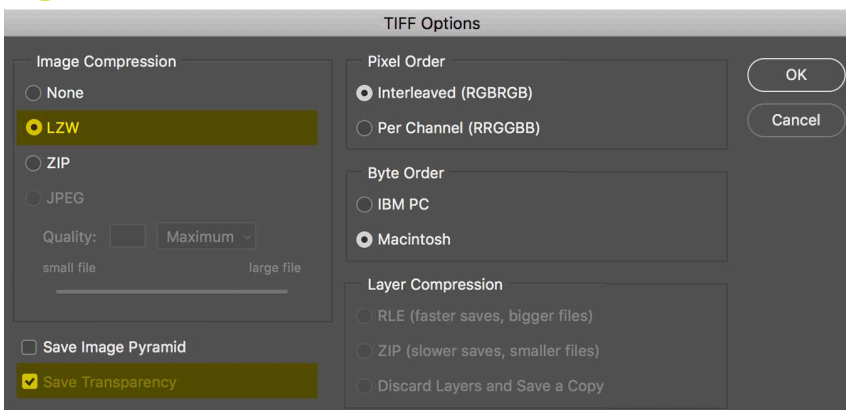 TIFF Options
Image Compression
None
LZW
ZIP
JPEG
Quality:
Maximum
small file
large file
Save Image Pyramid
Save Transparency
Pixel Order
Interleaved (RGBRGB)
Per Channel (RRGGBB)
Byte Order
IBM PC
Macintosh
Layer Compression
RLE (faster saves, bigger files)
ZIP (slower saves, smaller files)
Discard Layers and Save a Copy
OK
Cancel